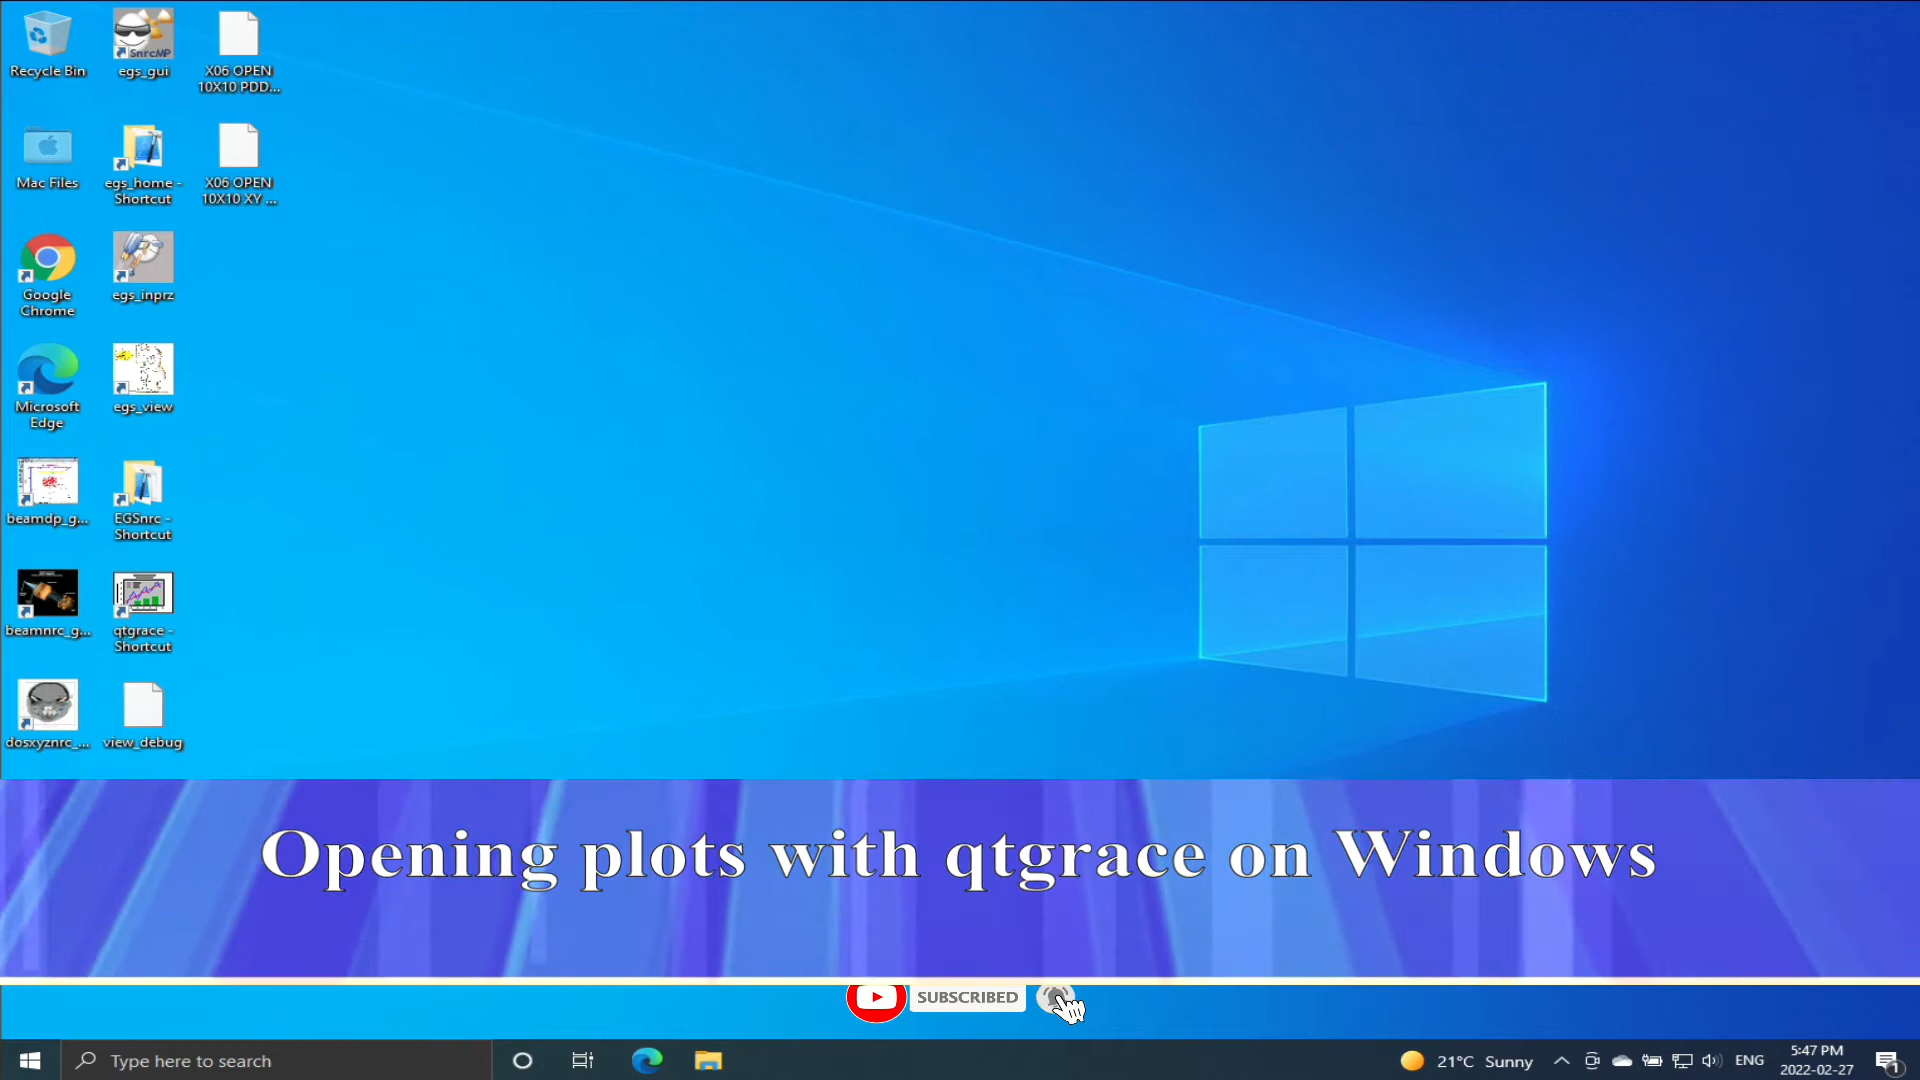 Recycle Bin
SnrcMP
egs_gui
X06 OPEN
10X10 PDD...
Mac Files
egs_home -
Shortcut
X06 OPEN
10X10 XY ...
Google
Chrome
egs_inprz
Microsoft
Edge
egs_view
beamdp_g...
EGSnrc -
Shortcut
beamnrc_g...
qtgrace -
Shortcut
dosxyznrc_...
view_debug
Opening plots with qtgrace on Windows
SUBSCRIBED
Type here to search
21°C Sunny
ENG
5:47 PM
2022-02-27
1